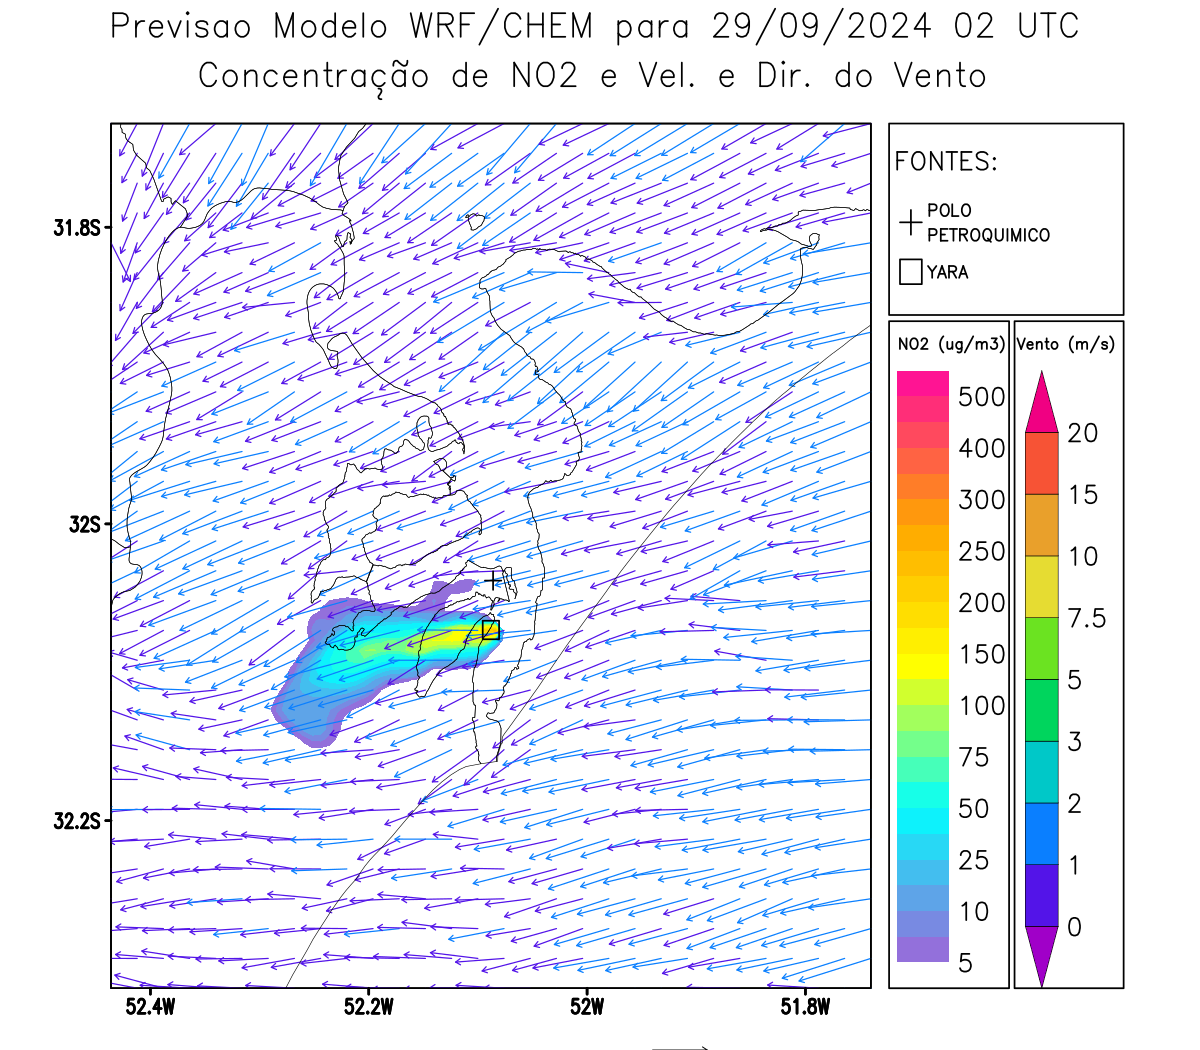 Previsao Modelo WRF/CHEM para 29/09/2024 02 UTC
Concentração de NO2 e Vel. e Dir. do Vento
FONTES:
POLO
PETROQUIMICO
YARA
NO2 (ug/m3)
500
400
300
250
200
150
100
75
50
25
10
5
Vento (m/s)
20
15
10
7.5
5
3
2
1
0
31.8S
32S
32.2S
52.4W
52.2W
52W
51.8W